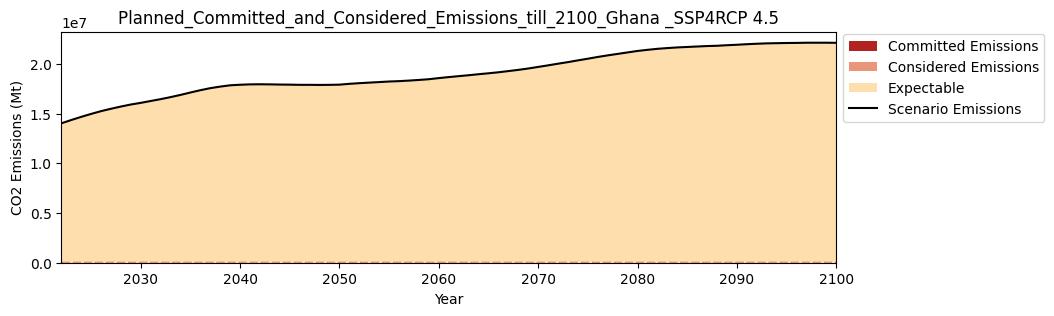 Planned_Committed_and_Considered_Emissions_till_2100_Ghana _SSP4RCP 4.5
1e7
2.0
1.5
1.0
0.5
0.0
CO2 Emissions (Mt)
2030 2040 2050 2060 2070 2080 2090 2100
Year
Committed Emissions
Considered Emissions
Expectable
Scenario Emissions